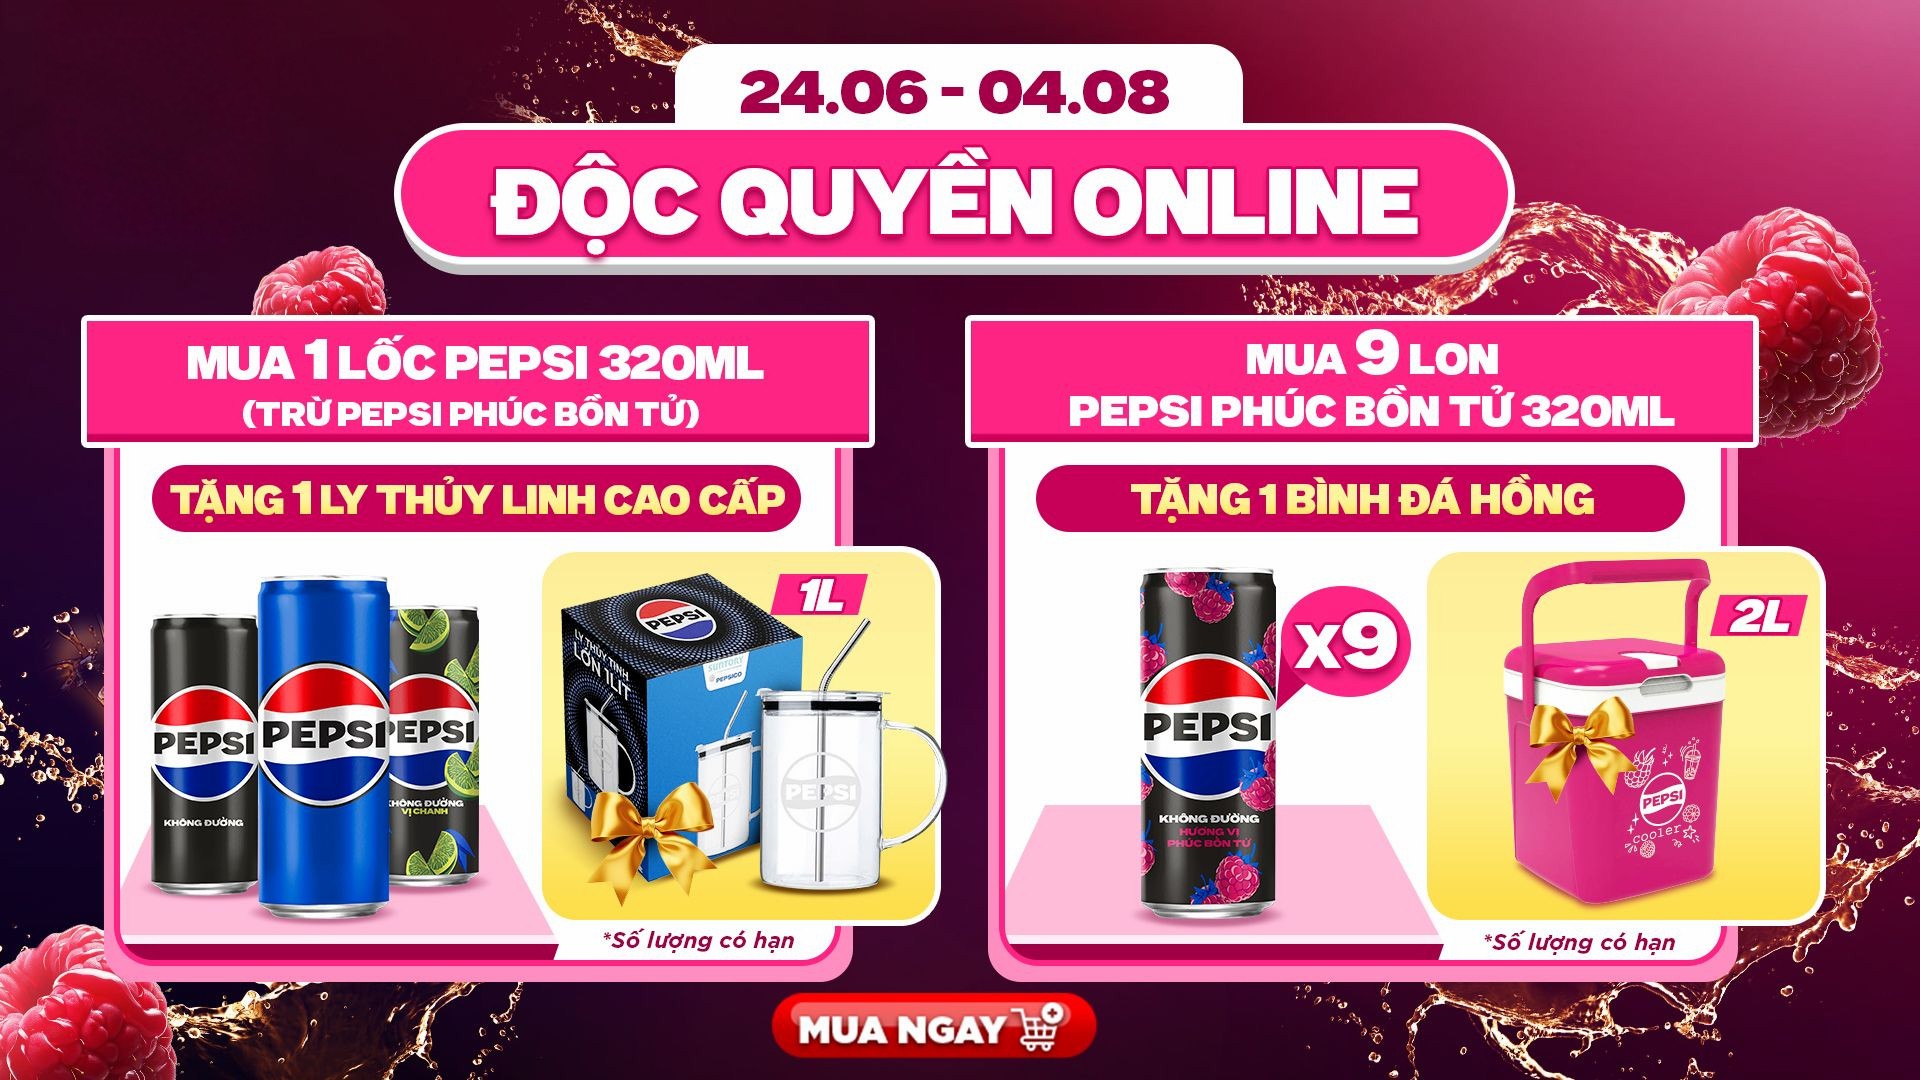 24.06 - 04.08
ĐỘC QUYỀN ONLINE
MUA 1 LỐC PEPSI 320ML
(TRỪ PEPSI PHÚC BỒN TỬ)
TẶNG 1 LY THỦY LINH CAO CẤP
PEPSI
KHÔNG ĐƯỜNG
PEPSI
PEPSI
KHÔNG ĐƯỜNG
VỊ CHANH
1L
PEPSI
LY THỦY TINH
LỚN 1LIT
SUNTORY
PEPSICO
PEPSI
*Số lượng có hạn
MUA 9 LON
PEPSI PHÚC BỒN TỬ 320ML
TẶNG 1 BÌNH ĐÁ HỒNG
PEPSI
KHÔNG ĐƯỜNG
HƯƠNG VỊ
PHÚC BỒN TỬ
x9
2L
PEPSI
cooler
*Số lượng có hạn
MUA NGAY